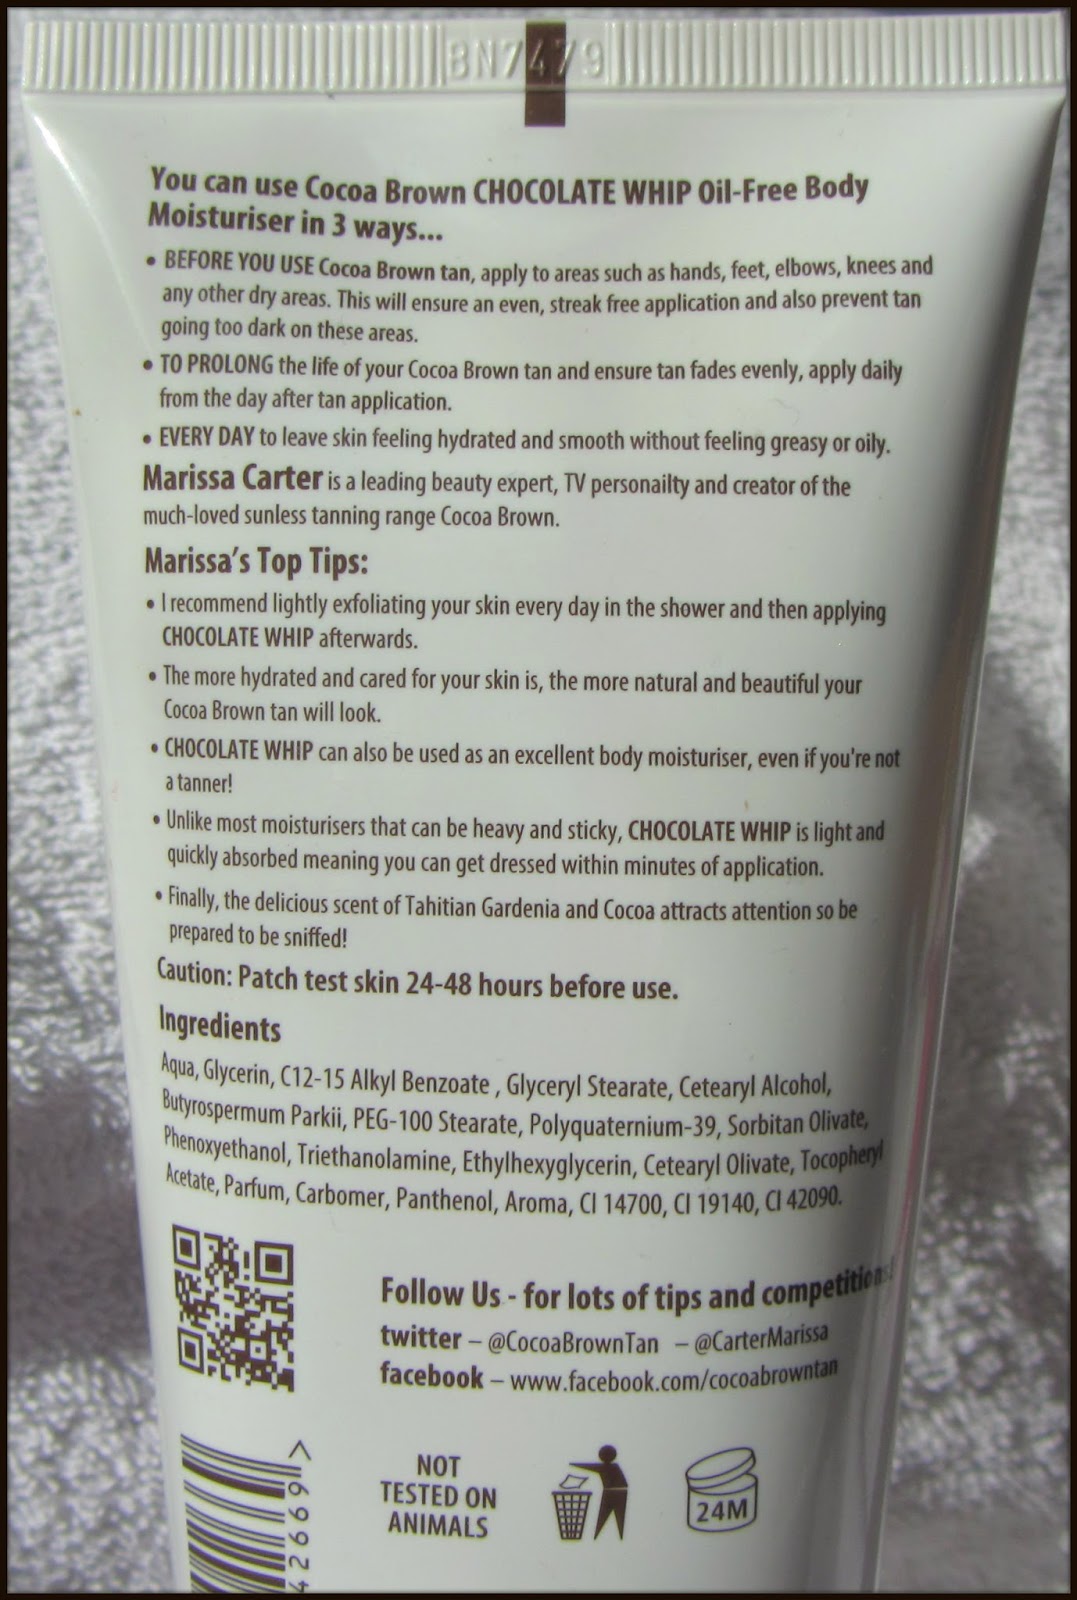 BN7479
You can use Cocoa Brown CHOCOLATE WHIP Oil-Free Body
Moisturiser in 3 ways...
• BEFORE YOU USE Cocoa Brown tan, apply to areas such as hands, feet, elbows, knees and
any other dry areas. This will ensure an even, streak free application and also prevent tan
going too dark on these areas.
• TO PROLONG the life of your Cocoa Brown tan and ensure tan fades evenly, apply daily
from the day after tan application.
• EVERY DAY to leave skin feeling hydrated and smooth without feeling greasy or oily.
Marissa Carter is a leading beauty expert, TV personailty and creator of the
much-loved sunless tanning range Cocoa Brown.
Marissa's Top Tips:
• I recommend lightly exfoliating your skin every day in the shower and then applying
CHOCOLATE WHIP afterwards.
• The more hydrated and cared for your skin is, the more natural and beautiful your
Cocoa Brown tan will look.
• CHOCOLATE WHIP can also be used as an excellent body moisturiser, even if you're not
a tanner!
• Unlike most moisturisers that can be heavy and sticky, CHOCOLATE WHIP is light and
quickly absorbed meaning you can get dressed within minutes of application.
• Finally, the delicious scent of Tahitian Gardenia and Cocoa attracts attention so be
prepared to be sniffed!
Caution: Patch test skin 24-48 hours before use.
Ingredients
Aqua, Glycerin, C12-15 Alkyl Benzoate , Glyceryl Stearate, Cetearyl Alcohol,
Butyrospermum Parkii, PEG-100 Stearate, Polyquaternium-39, Sorbitan Olivate,
Phenoxyethanol, Triethanolamine, Ethylhexyglycerin, Cetearyl Olivate, Tocopheryl
Acetate, Parfum, Carbomer, Panthenol, Aroma, CI 14700, CI 19140, CI 42090.
Follow Us - for lots of tips and competitions!
twitter – @CocoaBrownTan – @CarterMarissa
facebook – www.facebook.com/cocoabrowntan
NOT
TESTED ON
ANIMALS
24M
42669 >